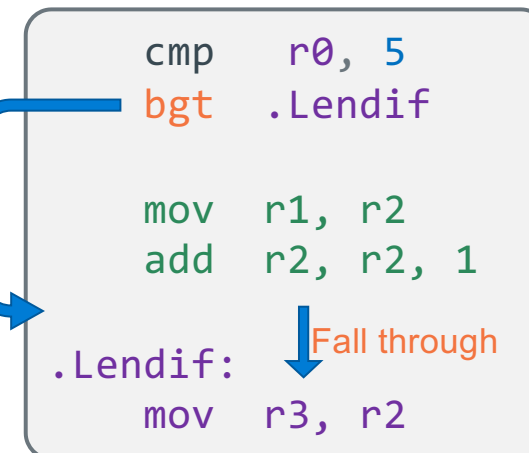 cmp r0, 5
bgt .Lendif
mov r1, r2
add r2, r2, 1
Fall through
.Lendif:
mov r3, r2